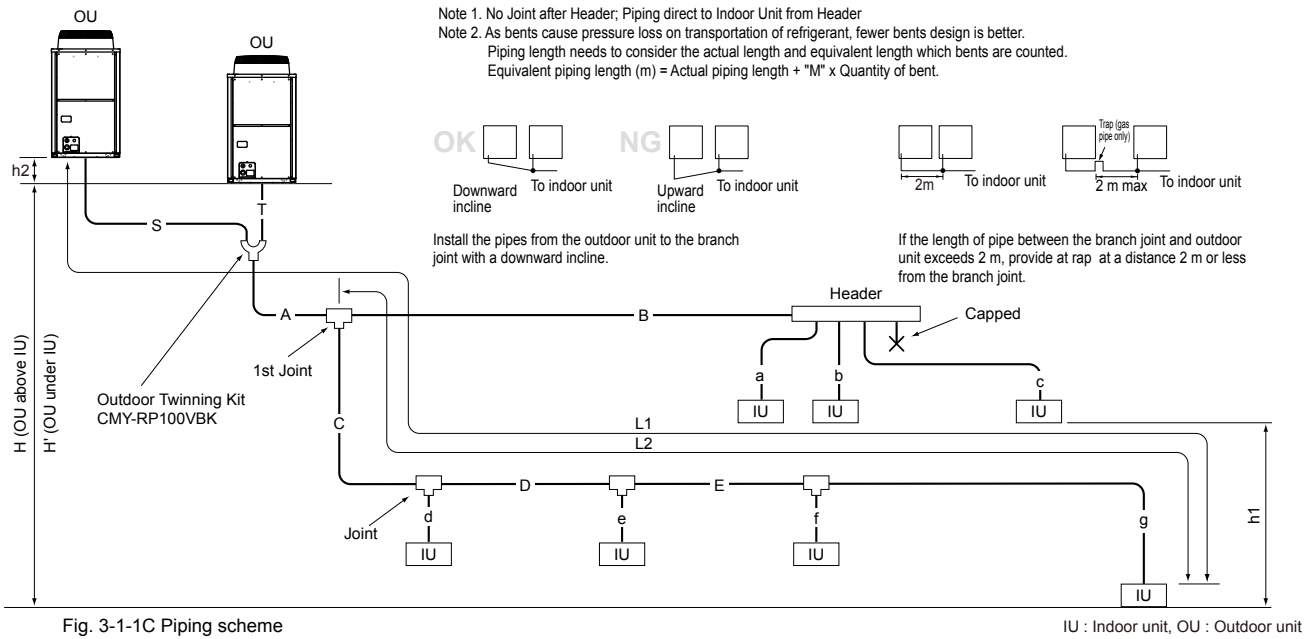 OU
OU
Note 1. No Joint after Header; Piping direct to Indoor Unit from Header
Note 2. As bents cause pressure loss on transportation of refrigerant, fewer bents design is better.
Piping length needs to consider the actual length and equivalent length which bents are counted.
Equivalent piping length (m) = Actual piping length + "M" x Quantity of bent.
OK
Downward
incline
To indoor unit
NG
Upward
incline
To indoor unit
2m
To indoor unit
Trap (gas
pipe only)
2 m max
To indoor unit
Install the pipes from the outdoor unit to the branch
joint with a downward incline.
If the length of pipe between the branch joint and outdoor
unit exceeds 2 m, provide at rap at a distance 2 m or less
from the branch joint.
h2
S
T
H (OU above IU)
H' (OU under IU)
A
1st Joint
B
Header
Capped
Outdoor Twinning Kit
CMY-RP100VBK
a
b
c
IU
IU
IU
C
L1
L2
D
E
Joint
d
e
f
g
h1
IU
IU
IU
IU
Fig. 3-1-1C Piping scheme
IU : Indoor unit, OU : Outdoor unit